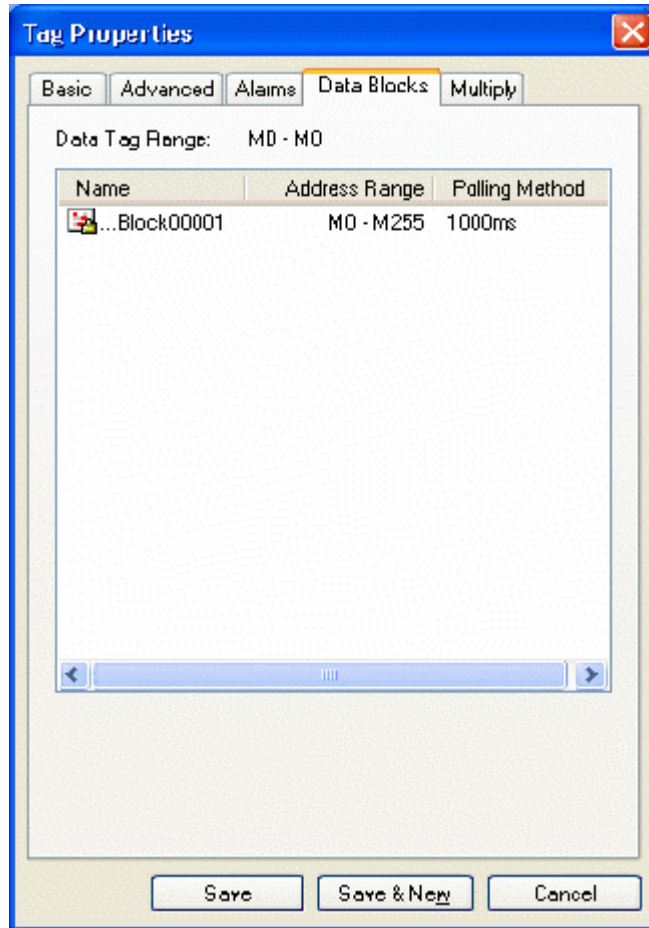 Tag Properties
Basic Advanced Alarms Data Blocks Multiply
Data Tag Range: M0 - M0
Name Address Range Polling Method
...Block00001 M0 - M255 1000ms
Save Save & New Cancel